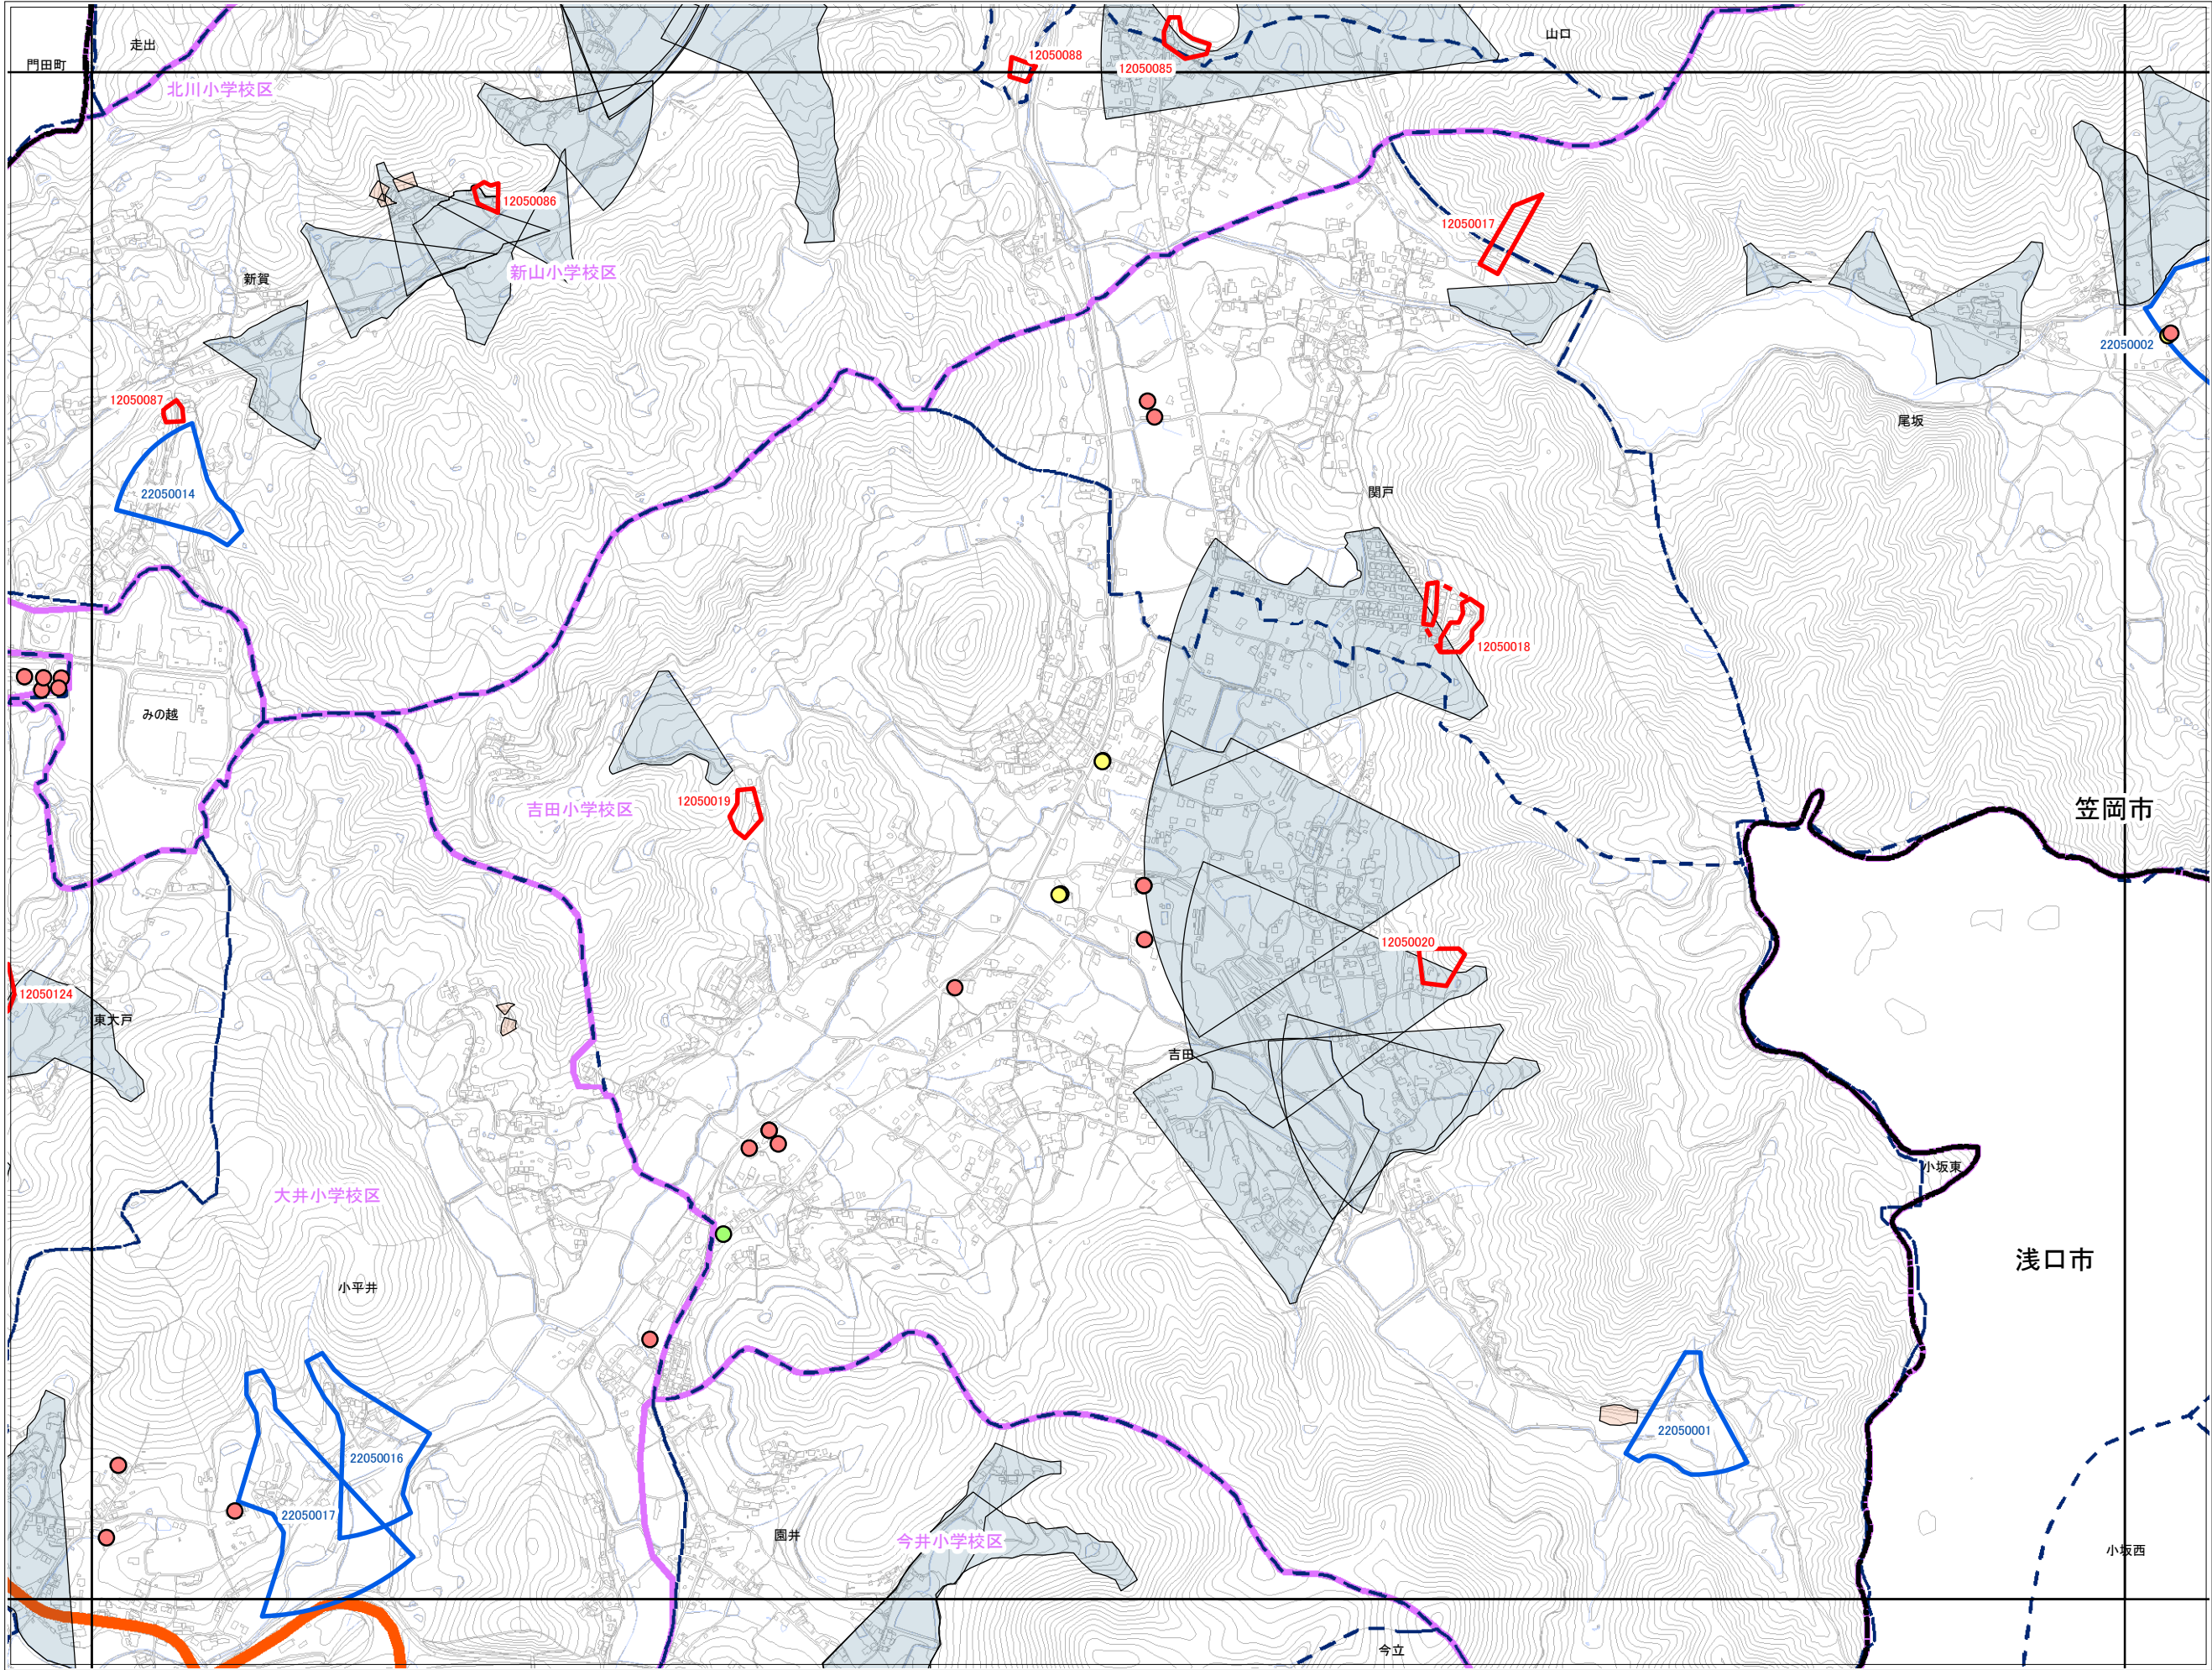 走出
門田町
北川小学校区
12050088
12050085
山口
12050086
12050017
新賀
新山小学校区
22050002
12050087
尾坂
22050014
関戸
12050018
みの越
吉田小学校区
12050019
笠岡市
12050020
12050124
東大戸
吉田
小坂東
大井小学校区
浅口市
小平井
22050001
22050016
22050017
園井
今井小学校区
小坂西
今立